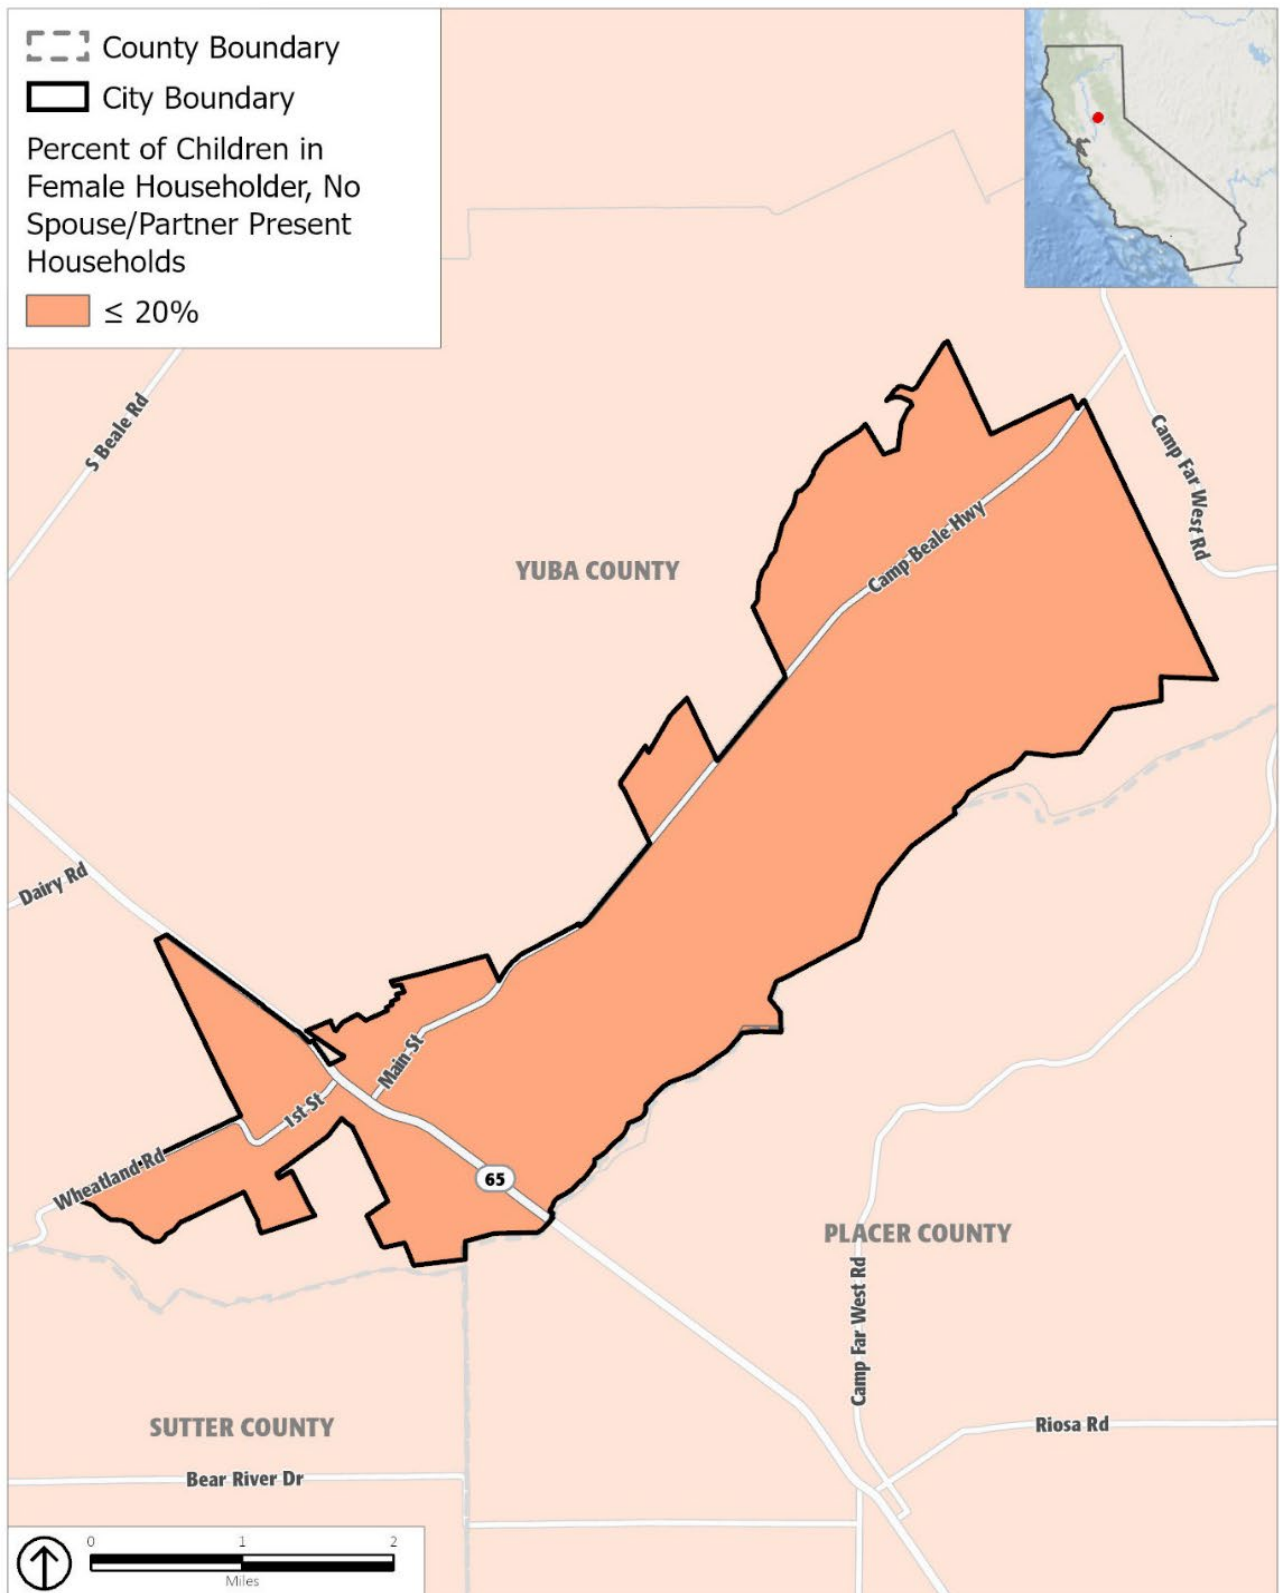 County Boundary
City Boundary
Percent of Children in
Female Householder, No
Spouse/Partner Present
Households
≤ 20%
S Beale Rd
Camp Far West Rd
YUBA COUNTY
Camp Beale Hwy
Dairy Rd
Main St
1st St
Wheatland Rd
65
PLACER COUNTY
Camp Far West Rd
SUTTER COUNTY
Riosa Rd
Bear River Dr
0 1 2
Miles